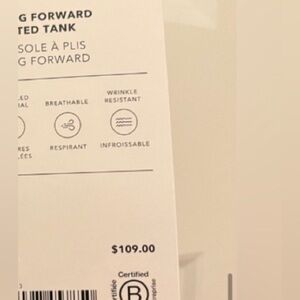 G FORWARD
TED TANK
SOLE À PLIS
G FORWARD
BREATHABLE
WRINKLE
RESISTANT
RESPIRANT
INFROISSABLE
$109.00
Certified
B